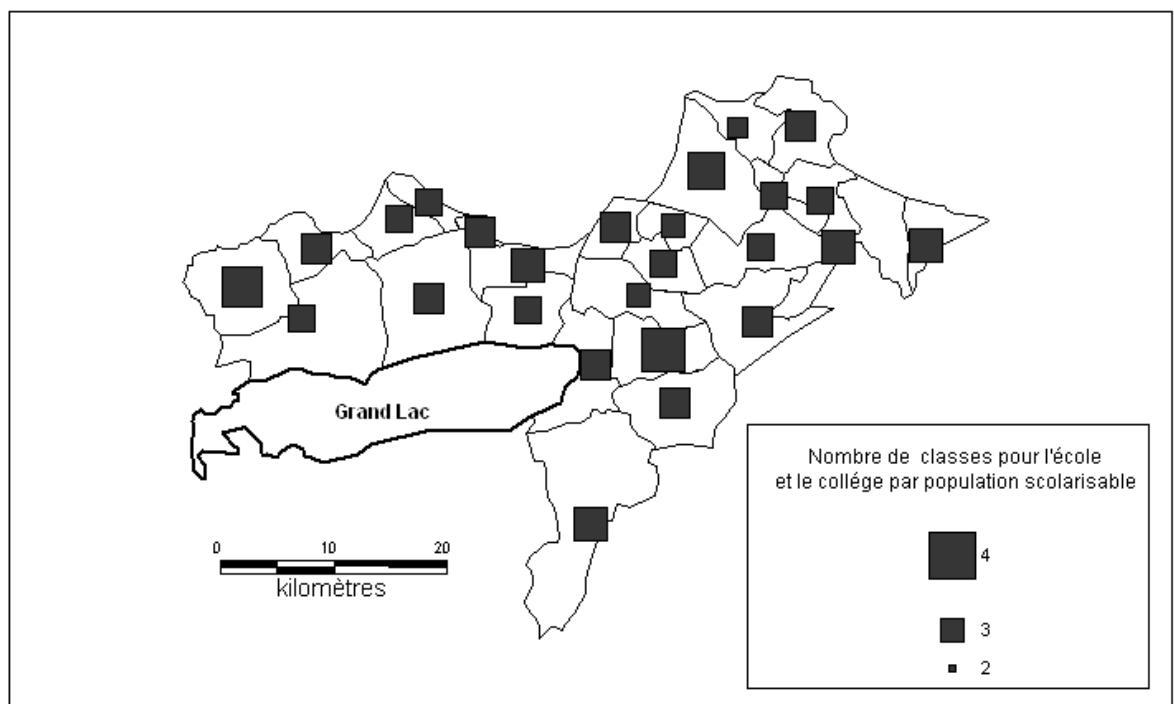 Grand Lac
0 10 20
kilomètres
Nombre de classes pour l'école
et le collége par population scolarisable
4
3
2